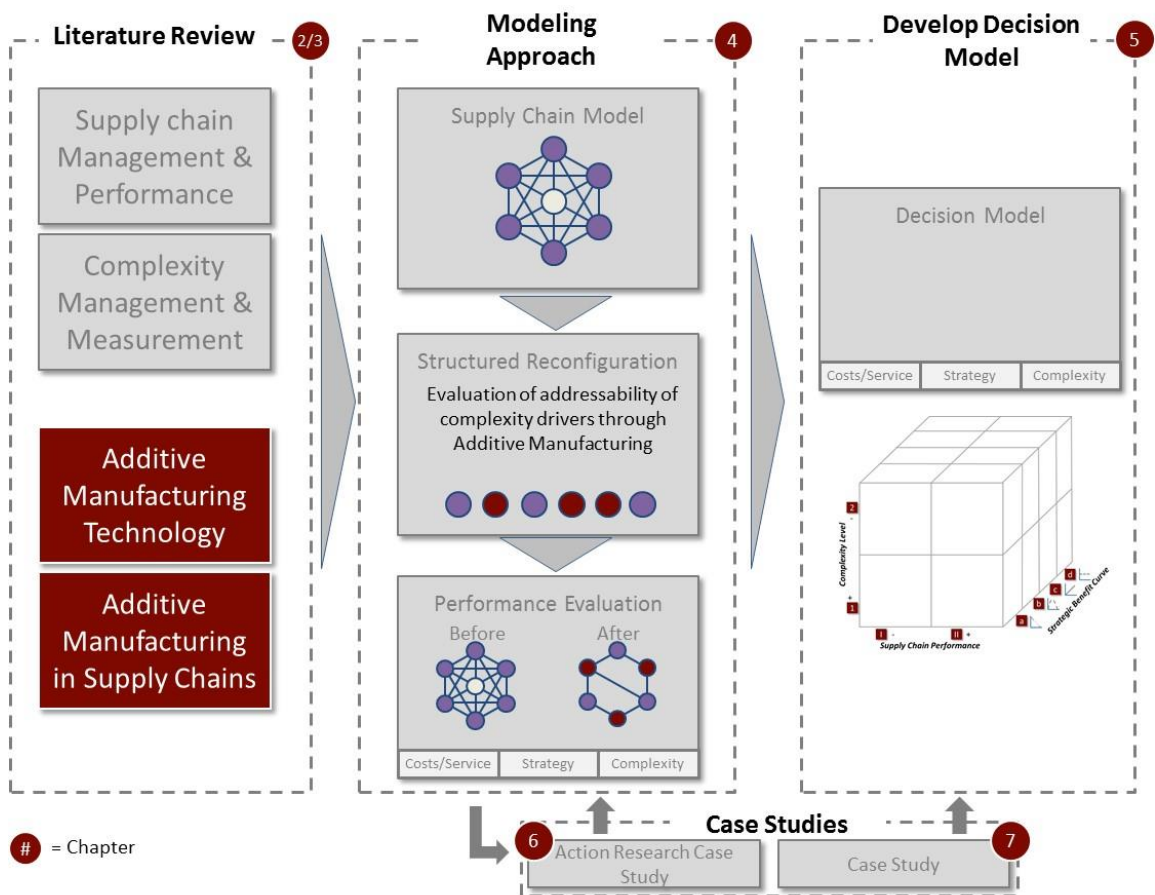 Literature Review
2/3
Supply chain
Management &
Performance
Complexity
Management &
Measurement
Additive
Manufacturing
Technology
Additive
Manufacturing
in Supply Chains
# = Chapter
Modeling
Approach
4
Supply Chain Model
Structured Reconfiguration
Evaluation of addressability of
complexity drivers through
Additive Manufacturing
Performance Evaluation
Before After
Costs/Service Strategy Complexity
Develop Decision
Model
5
Decision Model
Costs/Service Strategy Complexity
Complexity Level
2
-
+
1
I - II +
Supply Chain Performance
a
b
c
d
Strategic Benefit Curve
Case Studies
6
Action Research Case
Study
Case Study
7